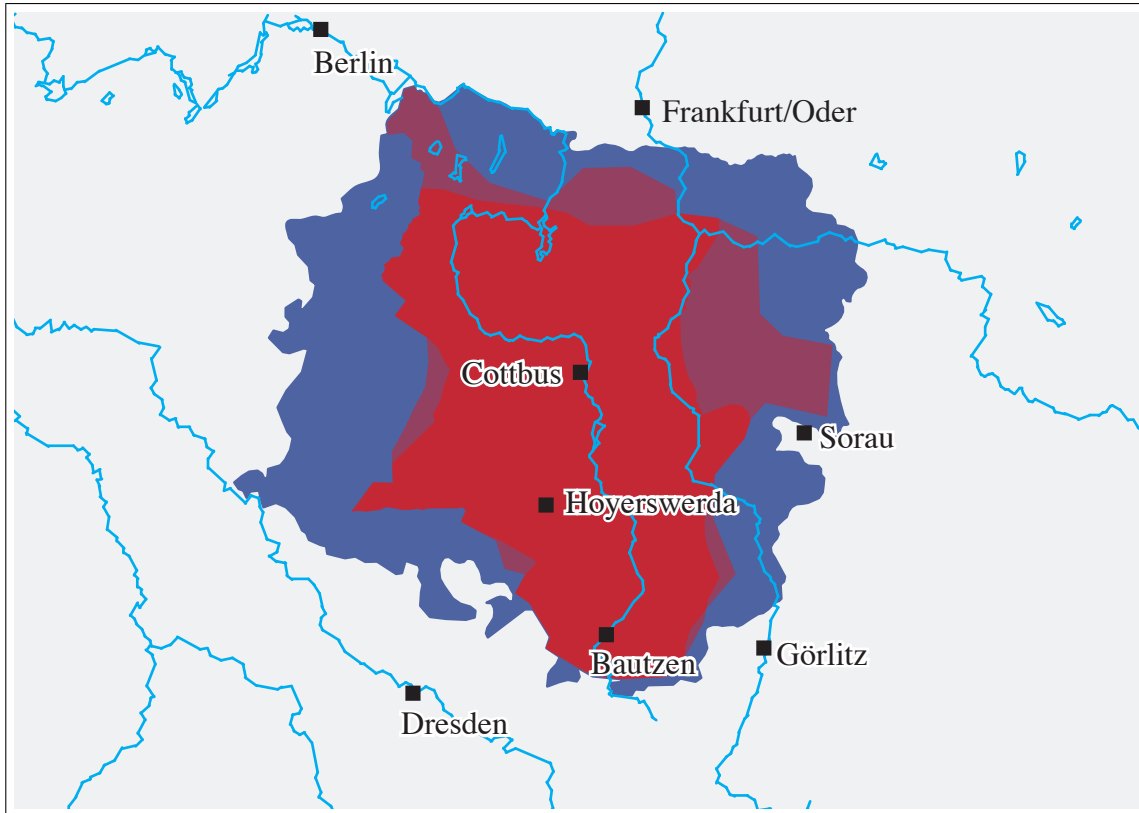 Berlin
Frankfurt/Oder
Cottbus
Sorau
Hoyerswerda
Bautzen
Görlitz
Dresden